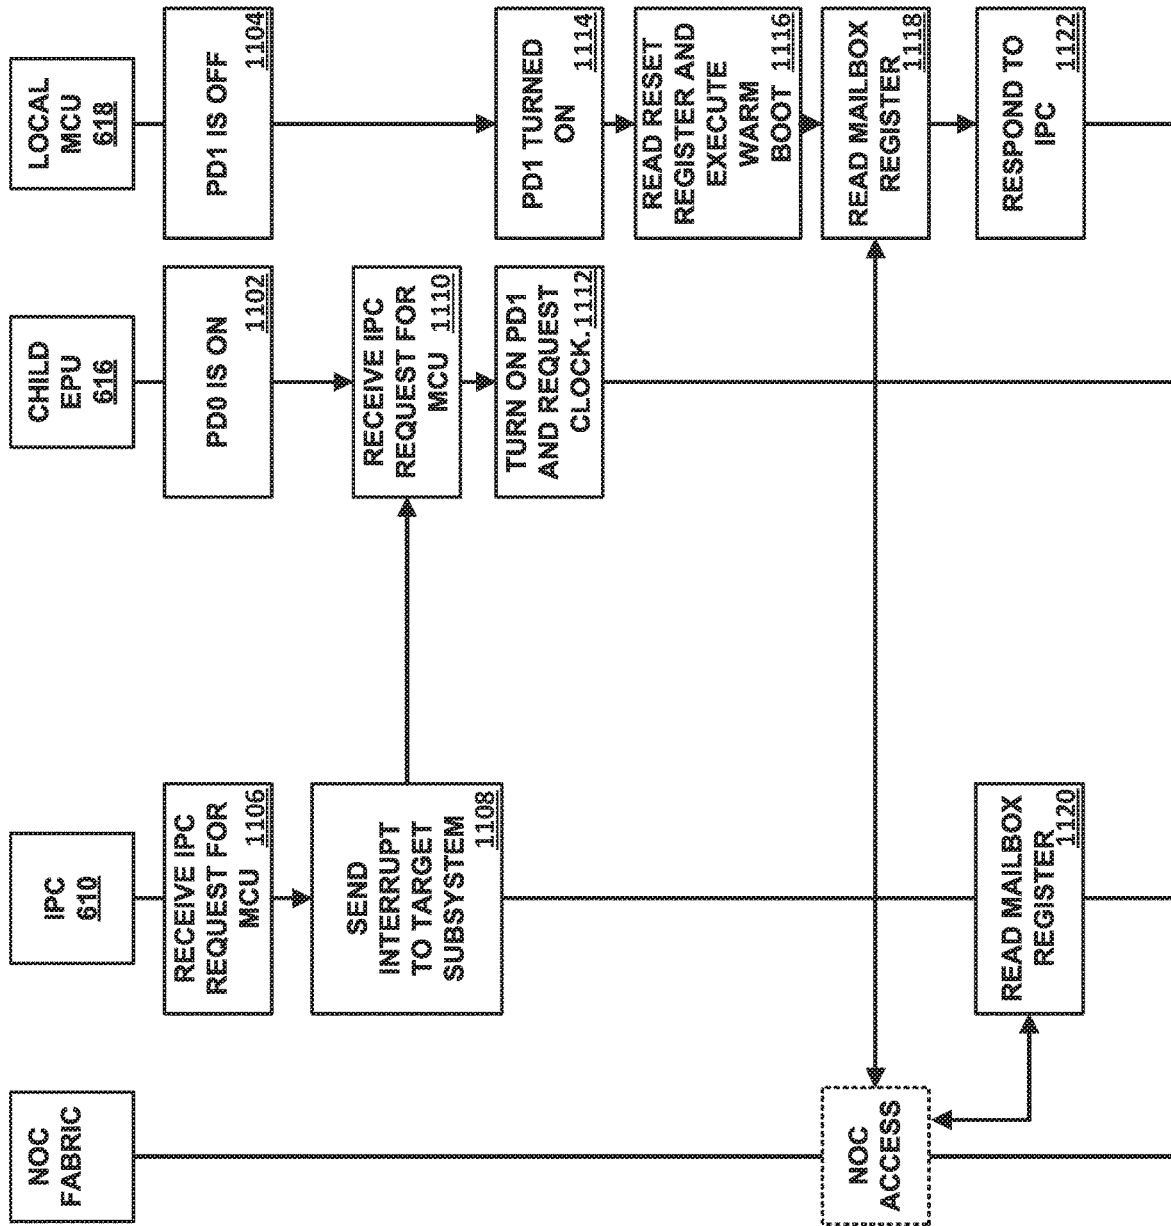 NOC
FABRIC
IPC
610
CHILD
EPU
616
LOCAL
MCU
618
RECEIVE IPC
REQUEST FOR
MCU 1106
PD0 IS ON
1102
PD1 IS OFF
1104
SEND
INTERRUPT
TO TARGET
SUBSYSTEM
1108
RECEIVE IPC
REQUEST FOR
MCU 1110
TURN ON PD1
AND REQUEST
CLOCK.1112
PD1 TURNED
ON
1114
READ RESET
REGISTER AND
EXECUTE
WARM
BOOT 1116
NOC
ACCESS
READ MAILBOX
REGISTER
1118
READ MAILBOX
REGISTER
1120
RESPOND TO
IPC
1122